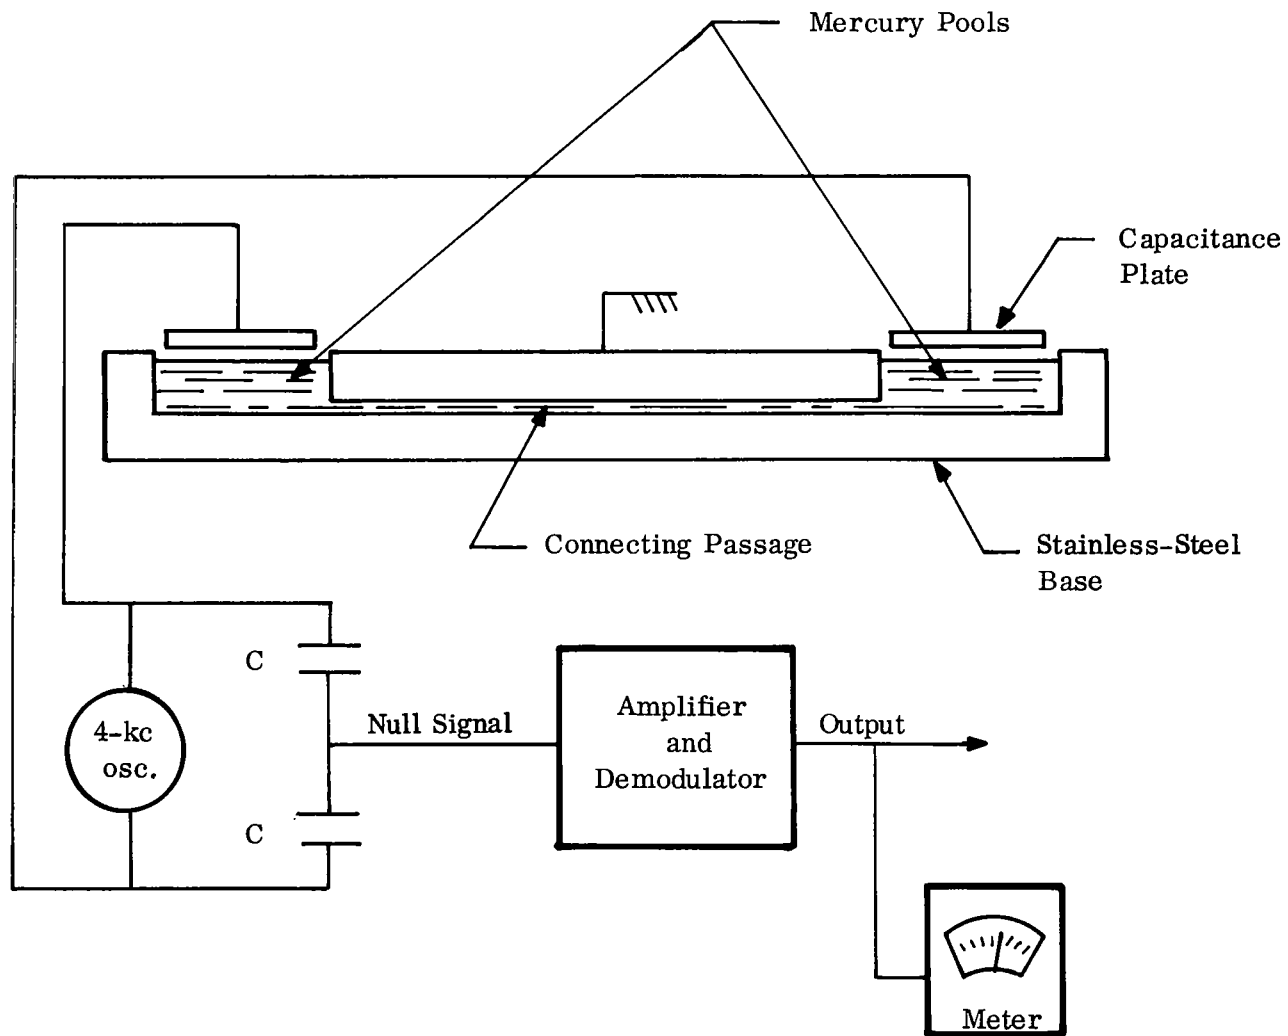 Mercury Pools
Capacitance
Plate
Connecting Passage
Stainless-Steel
Base
C
4-kc
osc.
C
Null Signal
Amplifier
and
Demodulator
Output
Meter